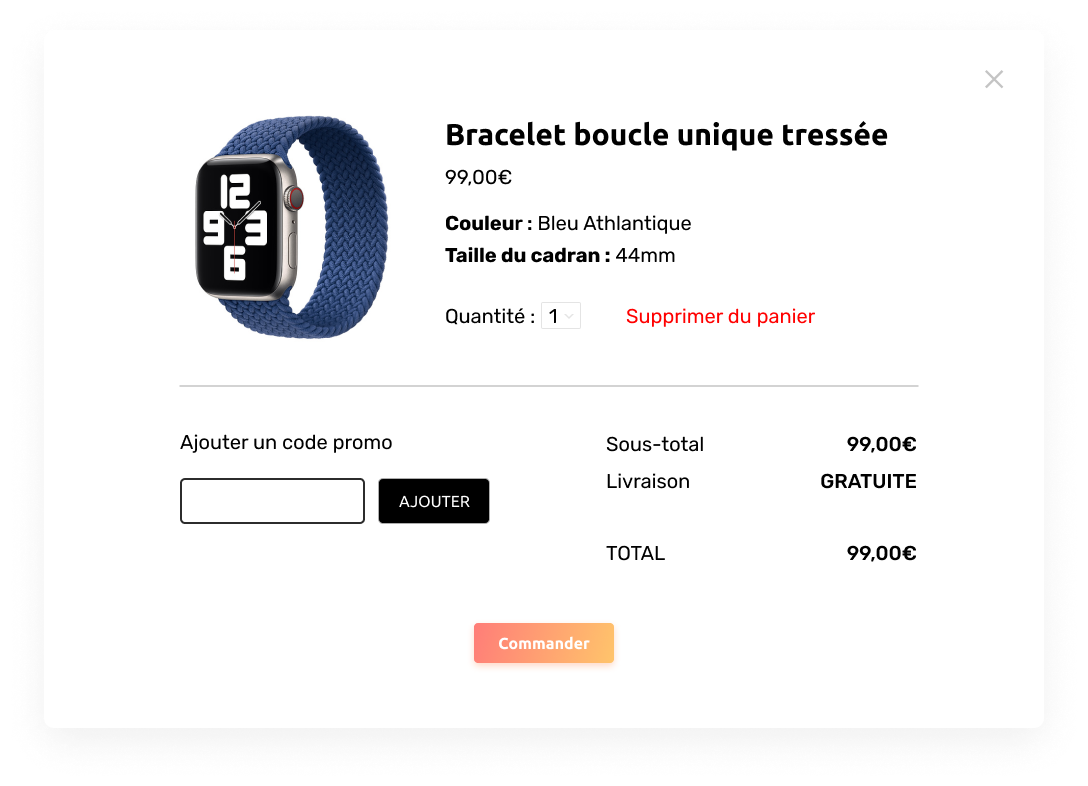 Bracelet boucle unique tressée
99,00€
12
9 3
6
Couleur : Bleu Athlantique
Taille du cadran : 44mm
Quantité : 1
Supprimer du panier
Ajouter un code promo
AJOUTER
Sous-total 99,00€
Livraison GRATUITE
TOTAL 99,00€
Commander